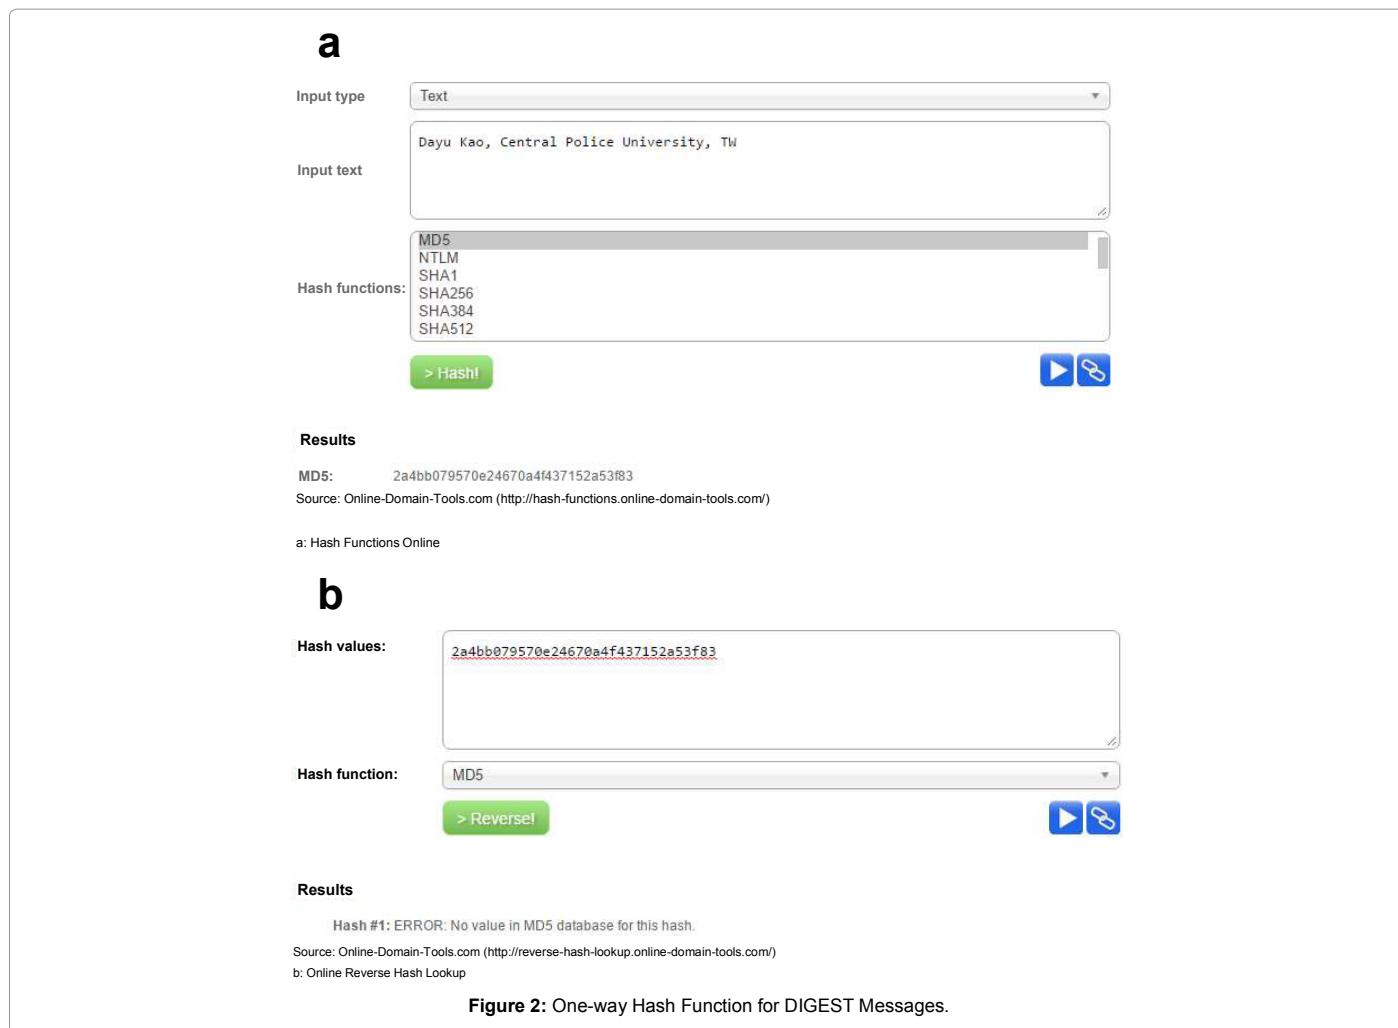 a
Input type
Text
Input text
Dayu Kao, Central Police University, TW
Hash functions:
MD5
NTLM
SHA1
SHA256
SHA384
SHA512
> Hash!
Results
MD5: 2a4bb079570e24670a4f437152a53f83
Source: Online-Domain-Tools.com (http://hash-functions.online-domain-tools.com/)
a: Hash Functions Online
b
Hash values:
2a4bb079570e24670a4f437152a53f83
Hash function:
MD5
> Reverse!
Results
Hash #1: ERROR: No value in MD5 database for this hash.
Source: Online-Domain-Tools.com (http://reverse-hash-lookup.online-domain-tools.com/)
b: Online Reverse Hash Lookup
Figure 2: One-way Hash Function for DIGEST Messages.